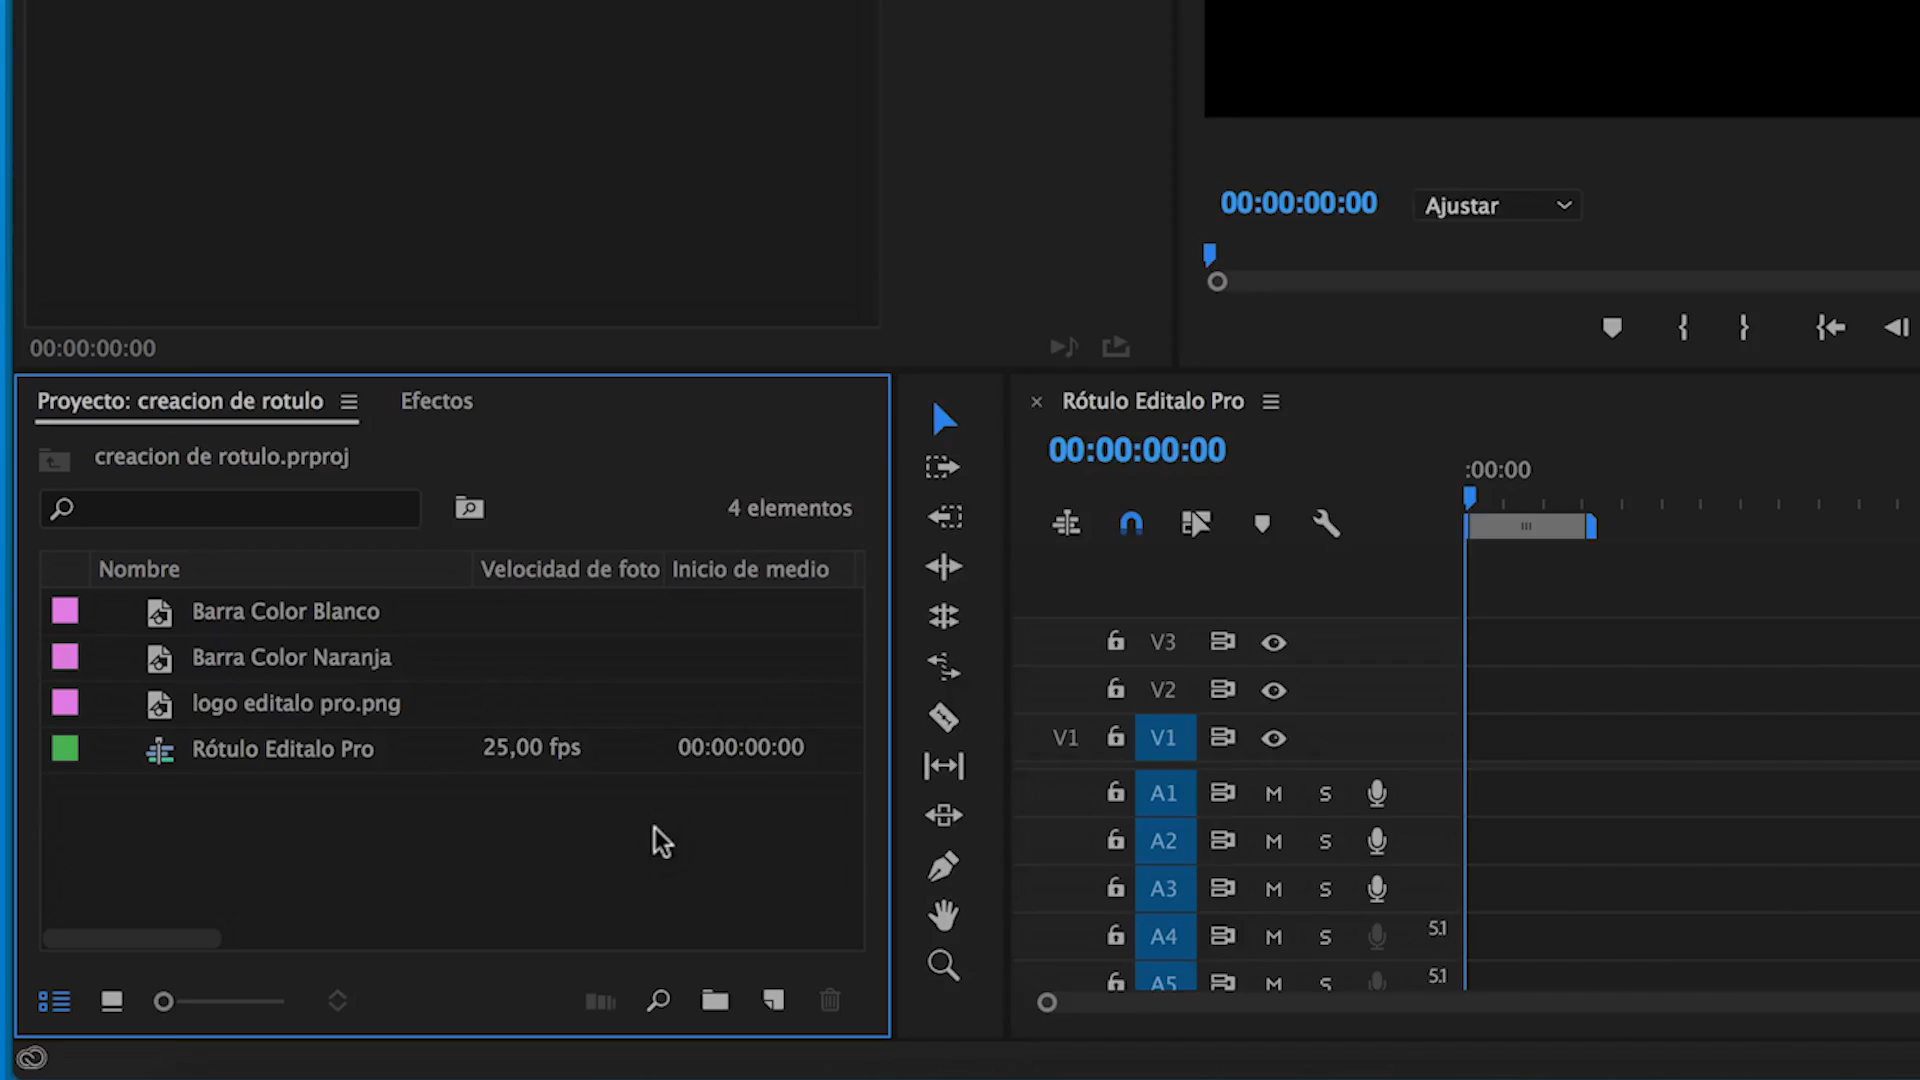 00:00:00:00
Ajustar
00:00:00:00
Proyecto: creacion de rotulo
Efectos
creacion de rotulo.prproj
4 elementos
Nombre
Velocidad de foto
Inicio de medio
Barra Color Blanco
Barra Color Naranja
logo editalo pro.png
Rótulo Editalo Pro
25,00 fps
00:00:00:00
× Rótulo Editalo Pro
00:00:00:00
:00:00
V3
V2
V1 V1
A1 M S
A2 M S
A3 M S
A4 M S 5.1
A5 M S 5.1